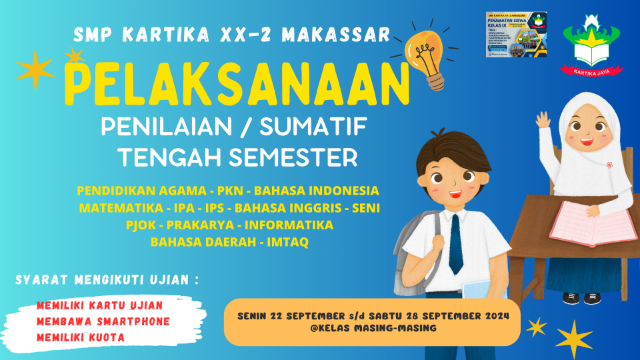 SMP KARTIKA XX-2 MAKASSAR
PELAKSANAAN
PENILAIAN / SUMATIF
TENGAH SEMESTER
PENDIDIKAN AGAMA - PKN - BAHASA INDONESIA
MATEMATIKA - IPA - IPS - BAHASA INGGRIS - SENI
PJOK - PRAKARYA - INFORMATIKA
BAHASA DAERAH - IMTAQ
SYARAT MENGIKUTI UJIAN :
MEMILIKI KARTU UJIAN
MEMBAWA SMARTPHONE
MEMILIKI KUOTA
SENIN 22 SEPTEMBER s/d SABTU 28 SEPTEMBER 2024
@KELAS MASING-MASING
KARTIKA JAYA
KELAS IX